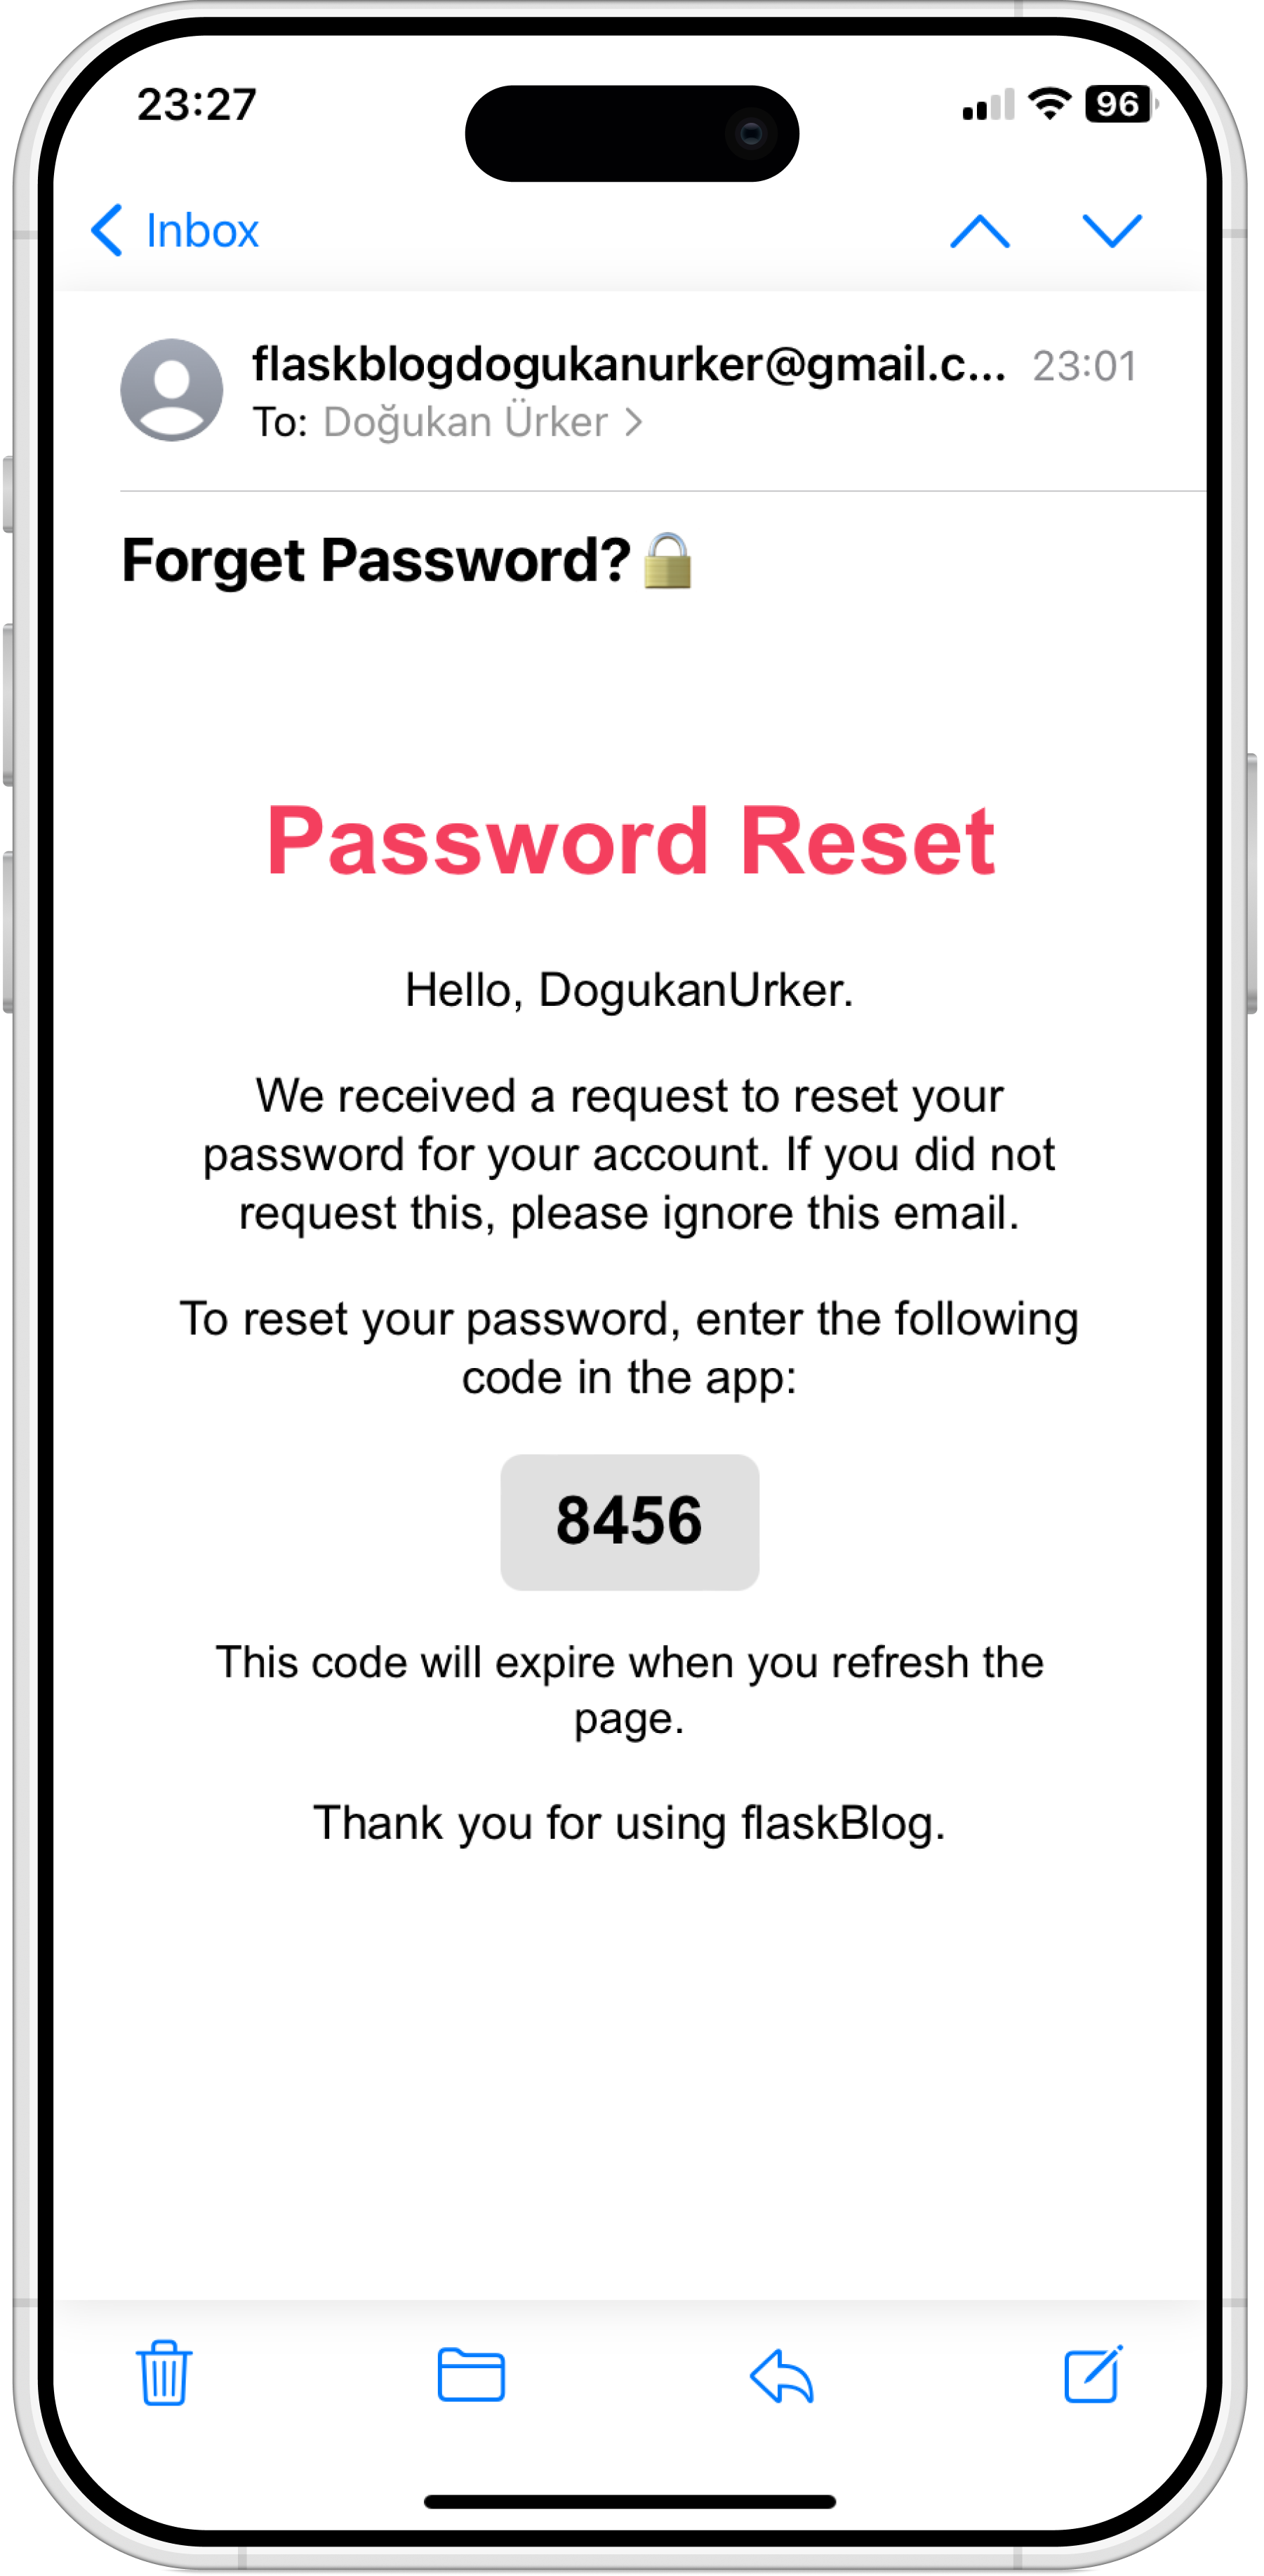 23:27
96
Inbox
flaskblogdogukanurker@gmail.c... 23:01
To: Doğukan Ürker
Forget Password?🔒
Password Reset
Hello, DogukanUrker.
We received a request to reset your
password for your account. If you did not
request this, please ignore this email.
To reset your password, enter the following
code in the app:
8456
This code will expire when you refresh the
page.
Thank you for using flaskBlog.